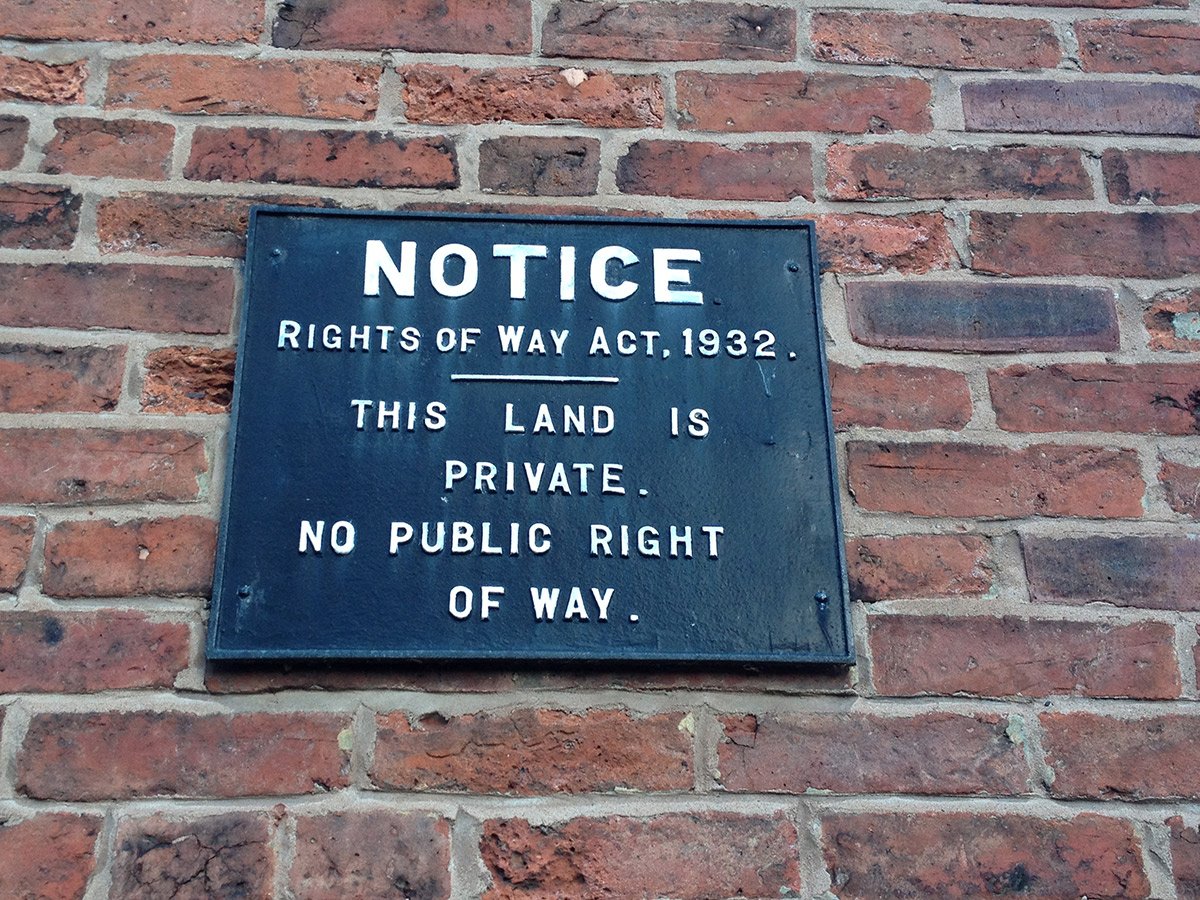 NOTICE
RIGHTS OF WAY ACT, 1932.
THIS LAND IS
PRIVATE.
NO PUBLIC RIGHT
OF WAY.